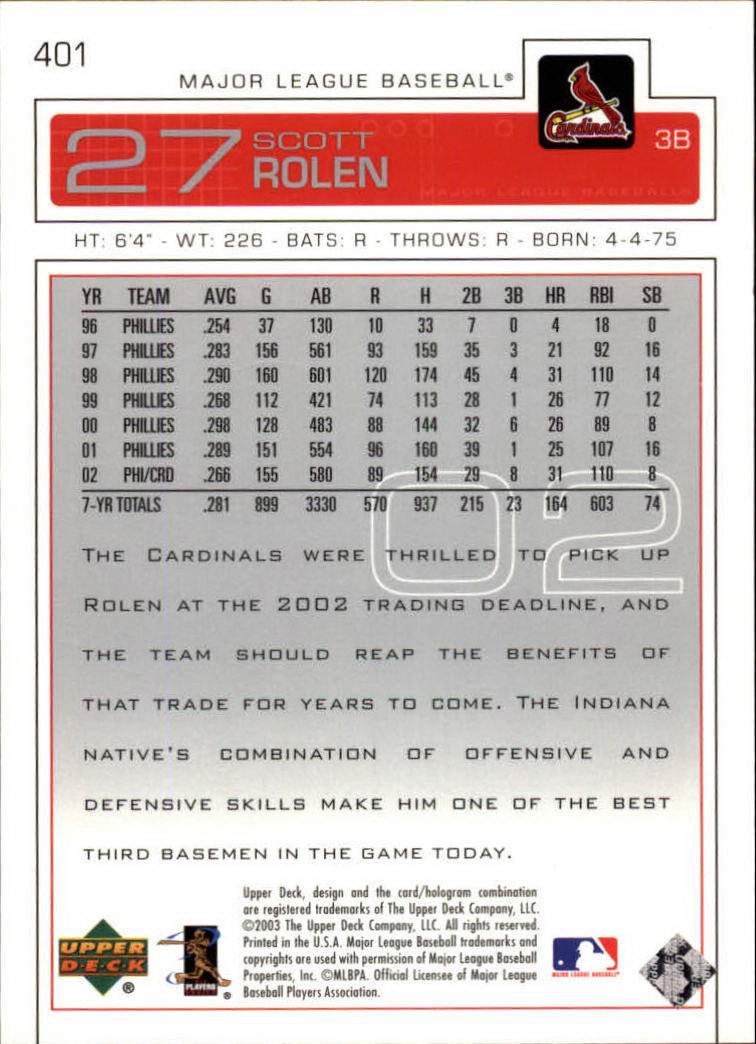 401
MAJOR LEAGUE BASEBALL®
Cardinals
27 SCOTT ROLEN 3B
MAJOR LEAGUE BASEBALL
HT: 6'4" - WT: 226 - BATS: R - THROWS: R - BORN: 4-4-75
YR TEAM AVG G AB R H 2B 3B HR RBI SB
96 PHILLIES .254 37 130 10 33 7 0 4 18 0
97 PHILLIES .283 156 561 93 159 35 3 21 92 16
98 PHILLIES .290 160 601 120 174 45 4 31 110 14
99 PHILLIES .268 112 421 74 113 28 1 26 77 12
00 PHILLIES .298 128 483 88 144 32 6 26 89 8
01 PHILLIES .289 151 554 96 160 39 1 25 107 16
02 PHI/CRD .266 155 580 89 154 29 8 31 110 8
7-YR TOTALS .281 899 3330 570 937 215 23 164 603 74
02
THE CARDINALS WERE THRILLED TO PICK UP
ROLEN AT THE 2002 TRADING DEADLINE, AND
THE TEAM SHOULD REAP THE BENEFITS OF
THAT TRADE FOR YEARS TO COME. THE INDIANA
NATIVE'S COMBINATION OF OFFENSIVE AND
DEFENSIVE SKILLS MAKE HIM ONE OF THE BEST
THIRD BASEMEN IN THE GAME TODAY.
Upper Deck, design and the card/hologram combination
are registered trademarks of The Upper Deck Company, LLC.
©2003 The Upper Deck Company, LLC. All rights reserved.
Printed in the U.S.A. Major League Baseball trademarks and
copyrights are used with permission of Major League Baseball
Properties, Inc. ©MLBPA. Official Licensee of Major League
Baseball Players Association.
UPPER
D·E·C·K
®
PLAYERS
®
MAJOR LEAGUE BASEBALL®